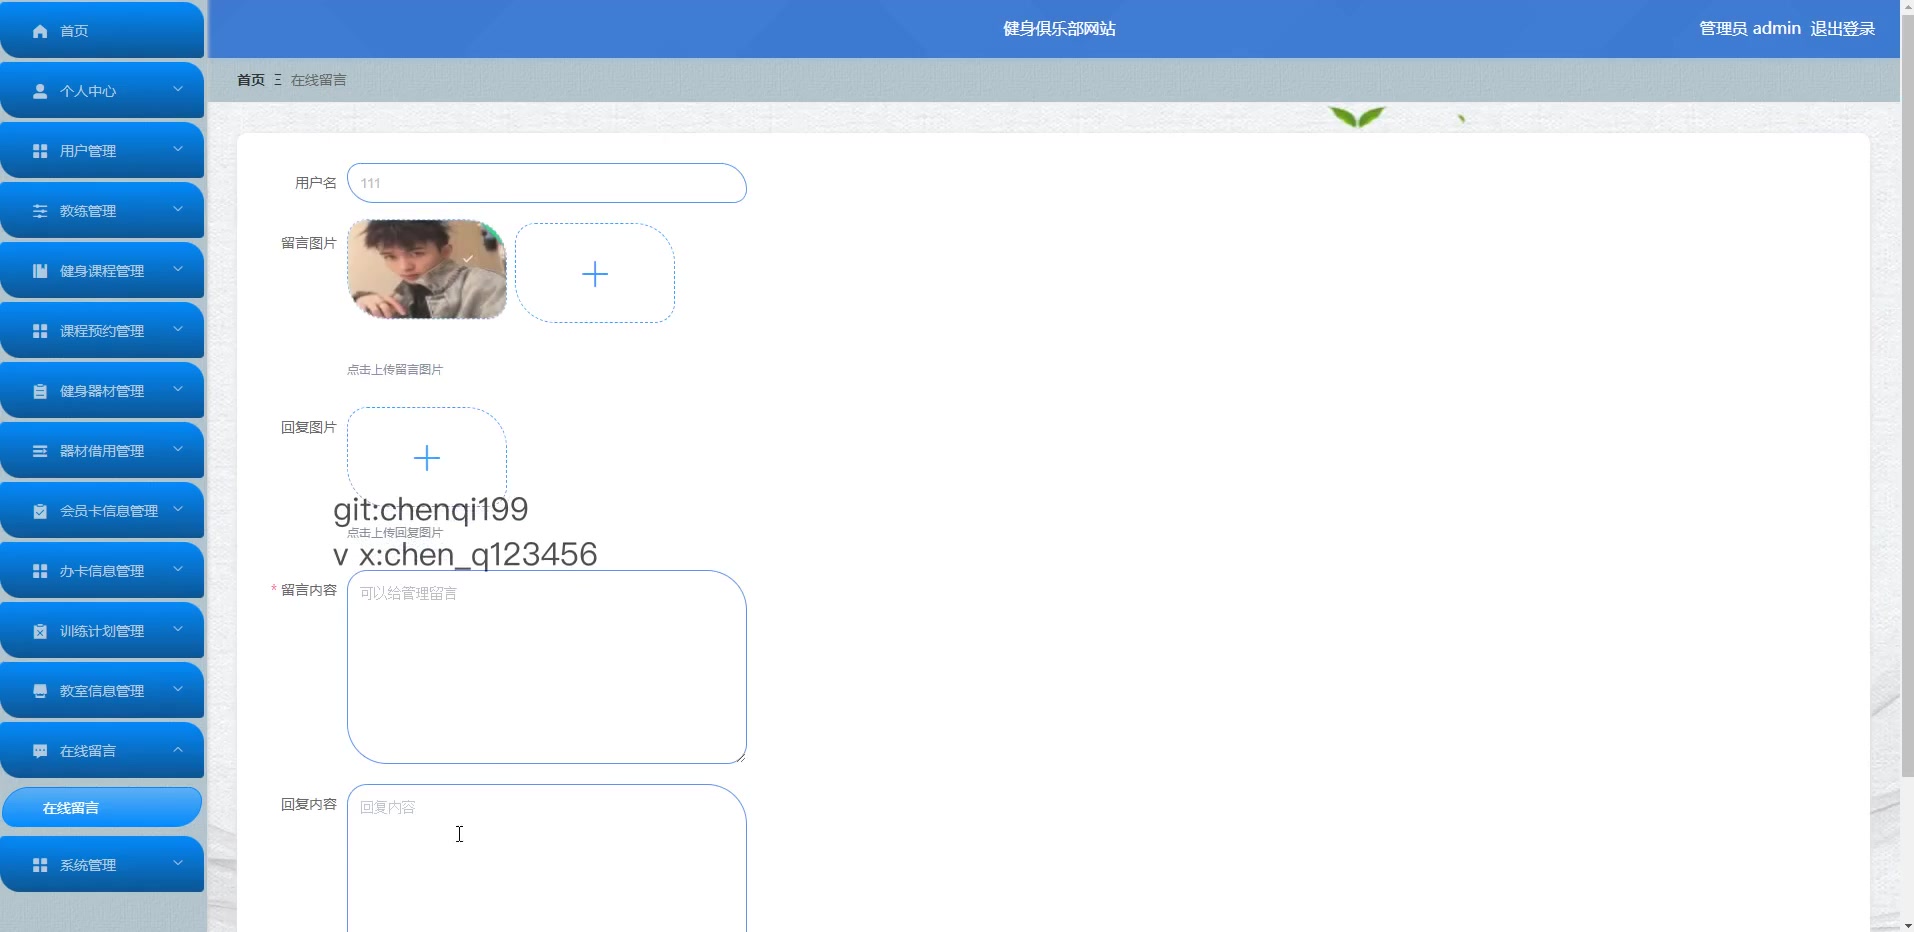 首页
个人中心
用户管理
教练管理
健身课程管理
课程预约管理
健身器材管理
器材借用管理
会员卡信息管理
办卡信息管理
训练计划管理
教室信息管理
在线留言
在线留言
系统管理
健身俱乐部网站
管理员 admin 退出登录
首页 Ξ 在线留言
用户名 111
留言图片
点击上传留言图片
回复图片
git:chenqi199
点击上传回复图片
v x:chen_q123456
* 留言内容 可以给管理留言
回复内容 回复内容